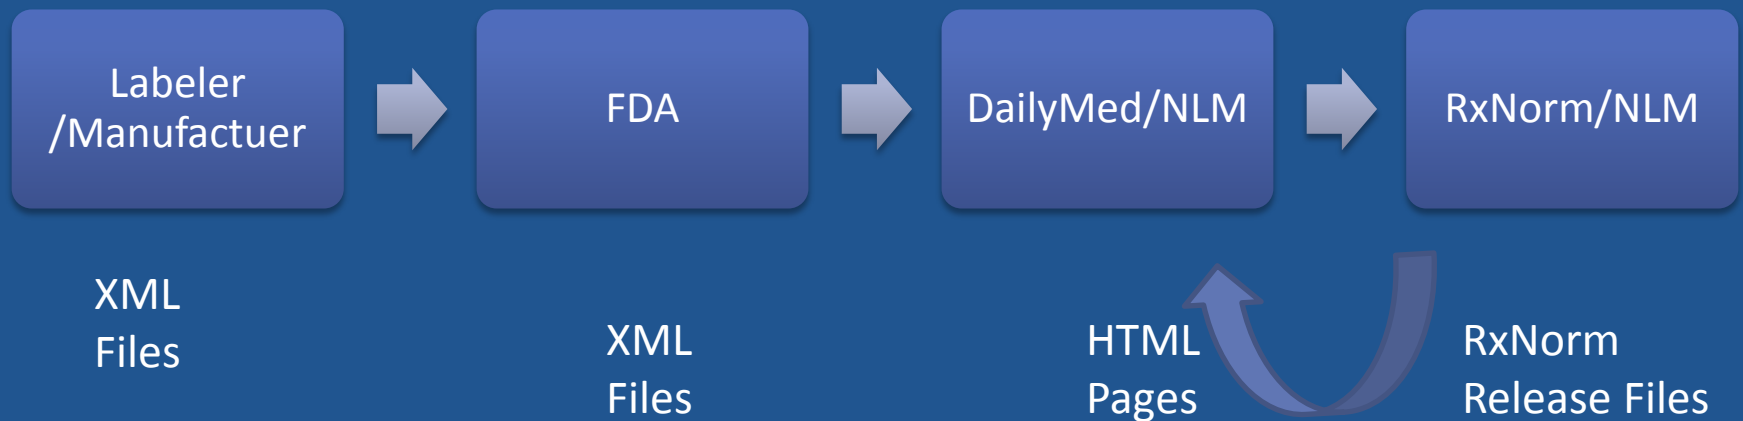 Labeler
/Manufactuer
FDA
DailyMed/NLM
RxNorm/NLM
XML
Files
XML
Files
HTML
Pages
RxNorm
Release Files